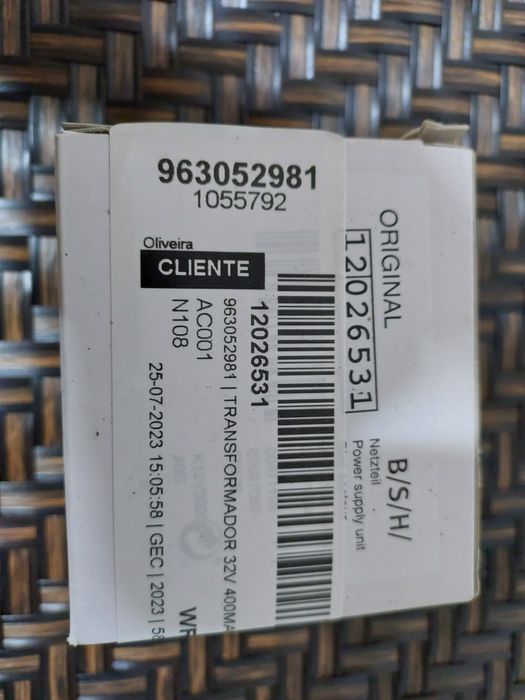 963052981
1055792
Oliveira
CLIENTE
12026531
963052981 | TRANSFORMADOR 32V 400MA
AC001
N108
25-07-2023 15:05:58 | GEC | 2023 | 58
ORIGINAL
12026531
B/S/H/
Netzteil
Power supply unit